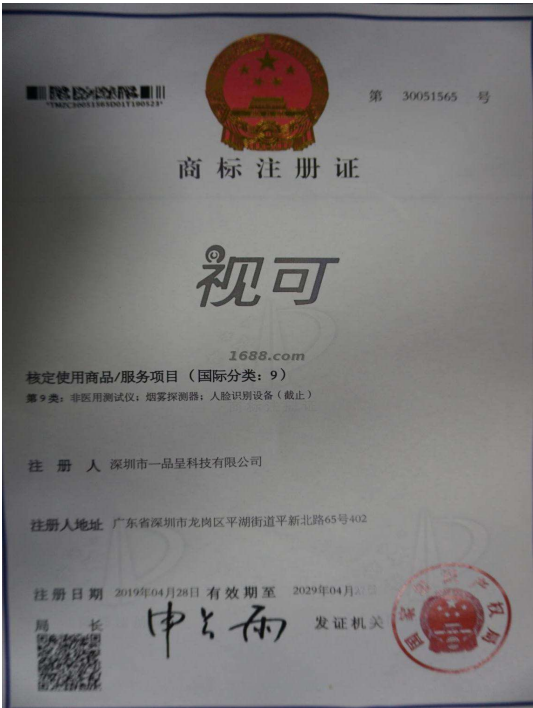 第 30051565 号
商标注册证
视可
1688.com
核定使用商品/服务项目（国际分类：9）
第9类：非医用测试仪；烟雾探测器；人脸识别设备（截止）
注册人 深圳市一品呈科技有限公司
注册人地址 广东省深圳市龙岗区平湖街道平新北路65号402
注册日期 2019年04月28日 有效期至 2029年04月
局长 申长雨 发证机关